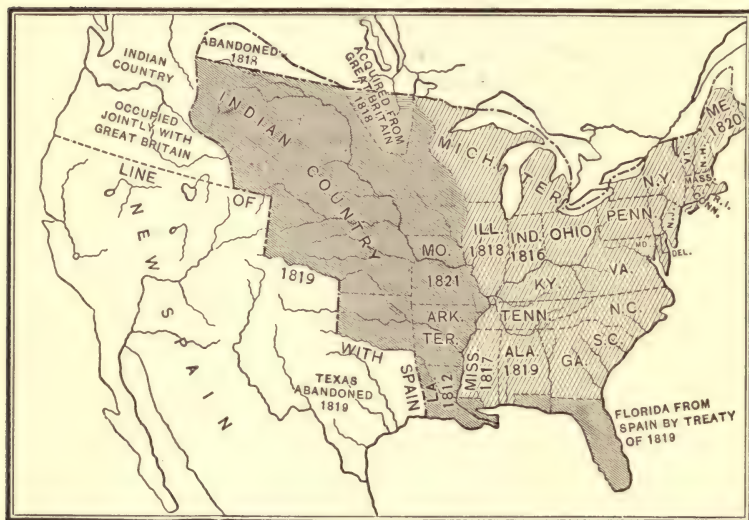 ABANDONED
1818
INDIAN
COUNTRY
ACQUIRED FROM
GREAT BRITAIN
1818
OCCUPIED
JOINTLY WITH
GREAT BRITAIN
INDIAN COUNTRY
LINE OF 1819 WITH SPAIN
NEW SPAIN
TEXAS
ABANDONED
1819
MICH. TER.
ME.
1820
VT.
N.H.
MASS.
R.I.
CONN.
N.Y.
PENN.
N.J.
MD.
DEL.
OHIO
IND.
1816
ILL.
1818
MO.
1821
KY.
VA.
ARK.
TER.
TENN.
N.C.
S.C.
LA.
1812
MISS.
1817
ALA.
1819
GA.
FLORIDA FROM
SPAIN BY TREATY
OF 1819